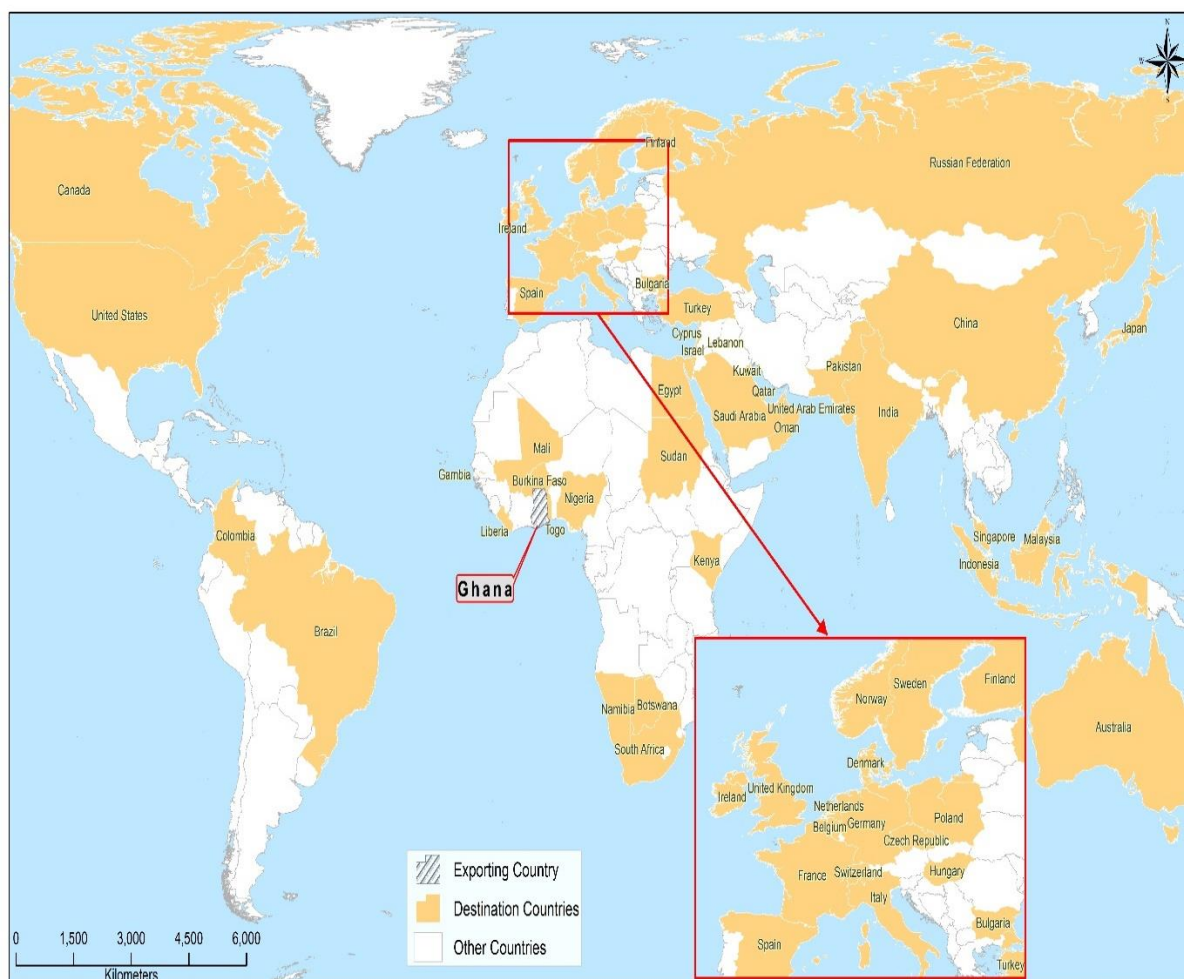 N
W
S
Canada
United States
Colombia
Brazil
Finland
Ireland
Spain
Bulgaria
Turkey
Russian Federation
China
Japan
Cyprus
Israel
Lebanon
Kuwait
Qatar
Pakistan
India
Egypt
Saudi Arabia
United Arab Emirates
Oman
Mali
Sudan
Gambia
Burkina Faso
Nigeria
Liberia
Togo
Kenya
Ghana
Singapore
Malaysia
Indonesia
Namibia
Botswana
South Africa
Australia
Sweden
Finland
Norway
Denmark
Ireland
United Kingdom
Netherlands
Belgium
Germany
Poland
Czech Republic
France
Switzerland
Hungary
Italy
Bulgaria
Spain
Turkey
Exporting Country
Destination Countries
Other Countries
0 1,500 3,000 4,500 6,000
Kilometers